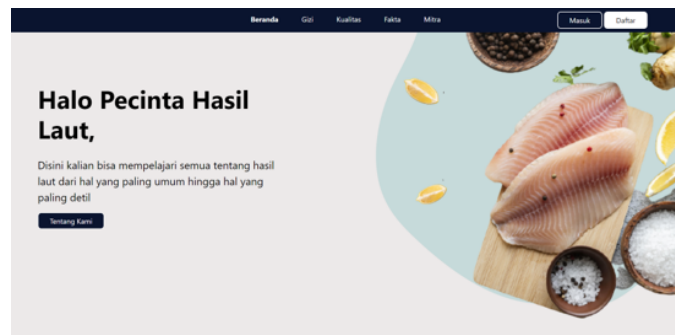 Beranda Gizi Kualitas Fakta Mitra Masuk Daftar
Halo Pecinta Hasil
Laut,
Disini kalian bisa mempelajari semua tentang hasil
laut dari hal yang paling umum hingga hal yang
paling detil
Tentang Kami